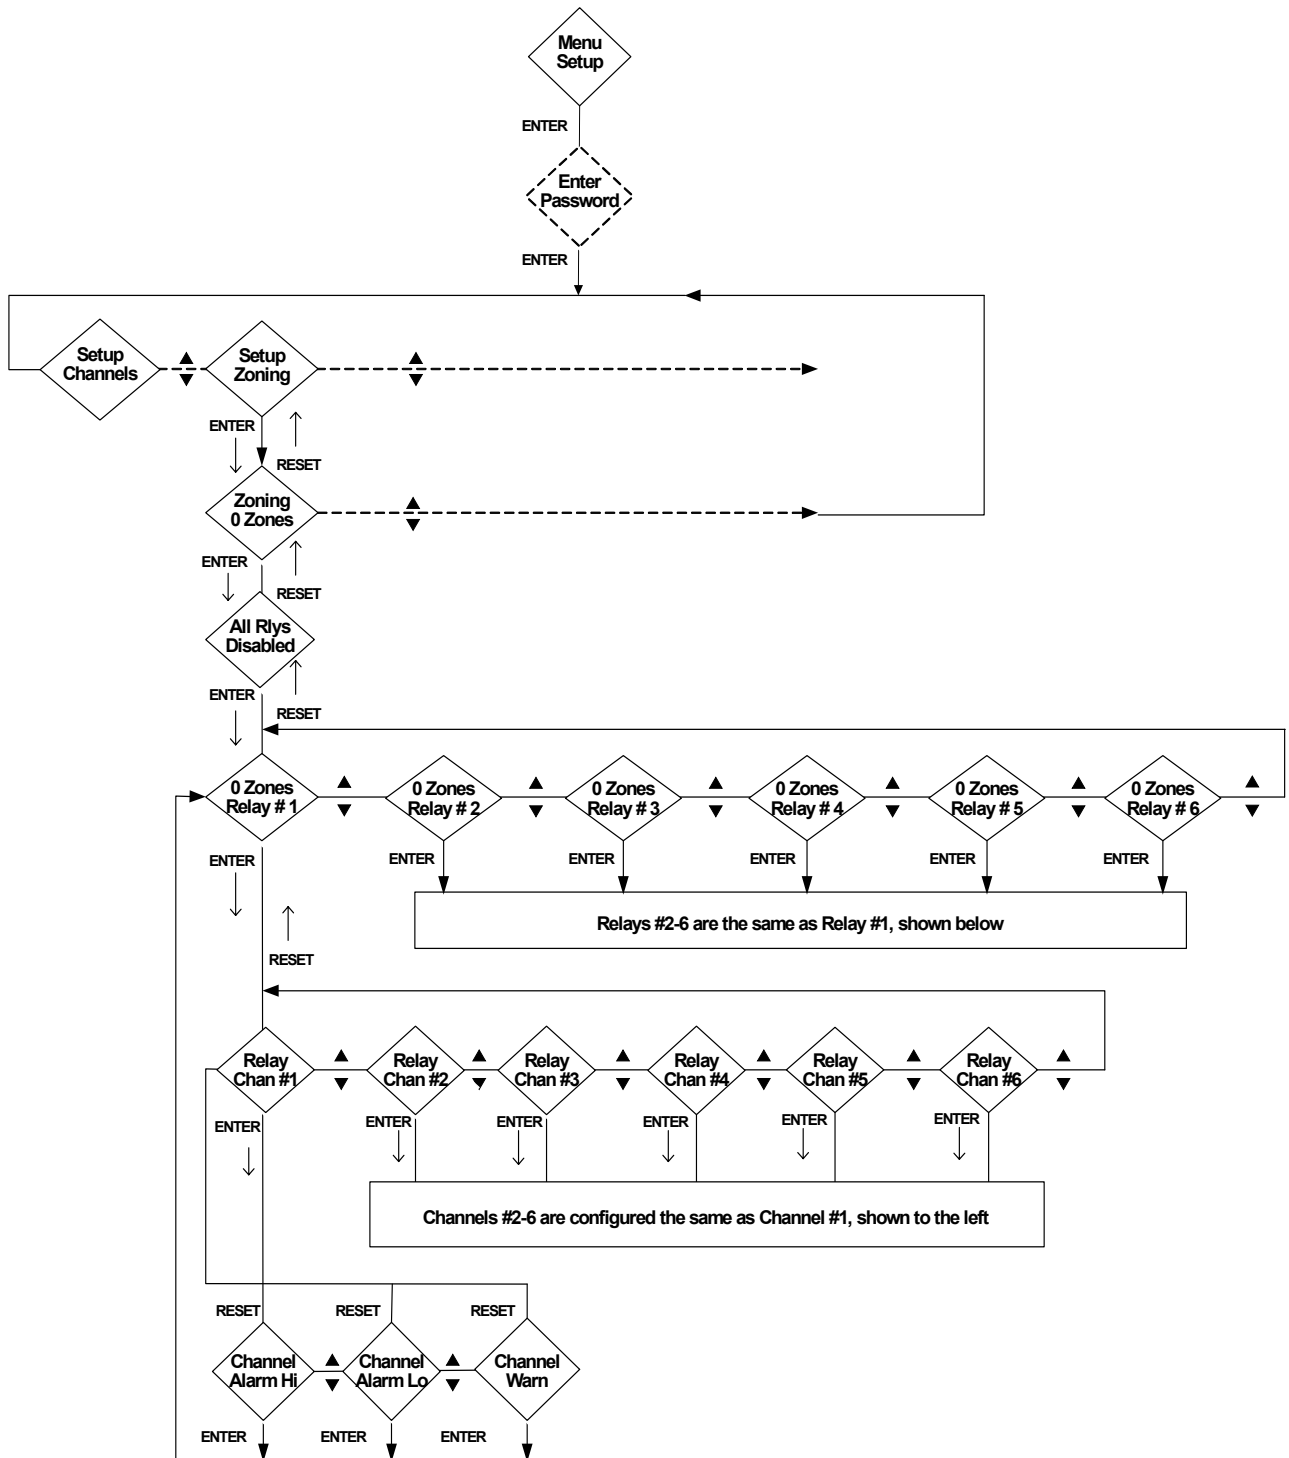 Menu
Setup
ENTER
Enter
Password
ENTER
Setup
Channels
Setup
Zoning
ENTER
RESET
Zoning
0 Zones
ENTER
RESET
All Rlys
Disabled
ENTER
RESET
0 Zones
Relay # 1
0 Zones
Relay # 2
0 Zones
Relay # 3
0 Zones
Relay # 4
0 Zones
Relay # 5
0 Zones
Relay # 6
ENTER
ENTER
ENTER
ENTER
ENTER
ENTER
Relays #2-6 are the same as Relay #1, shown below
RESET
Relay
Chan #1
Relay
Chan #2
Relay
Chan #3
Relay
Chan #4
Relay
Chan #5
Relay
Chan #6
ENTER
ENTER
ENTER
ENTER
ENTER
ENTER
Channels #2-6 are configured the same as Channel #1, shown to the left
RESET
RESET
RESET
Channel
Alarm Hi
Channel
Alarm Lo
Channel
Warn
ENTER
ENTER
ENTER